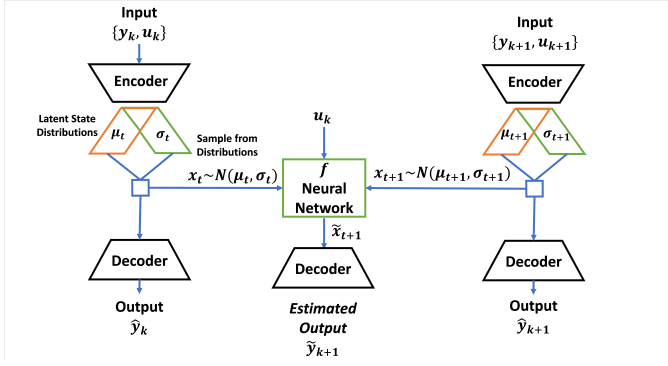 Input
{y_k, u_k}
Encoder
Latent State
Distributions
μ_t
σ_t
Sample from
Distributions
x_t~N(μ_t, σ_t)
Decoder
Output
ŷ_k
u_k
f
Neural
Network
x̃_{t+1}
Decoder
Estimated
Output
ỹ_{k+1}
Input
{y_{k+1}, u_{k+1}}
Encoder
μ_{t+1}
σ_{t+1}
x_{t+1}~N(μ_{t+1}, σ_{t+1})
Decoder
Output
ŷ_{k+1}